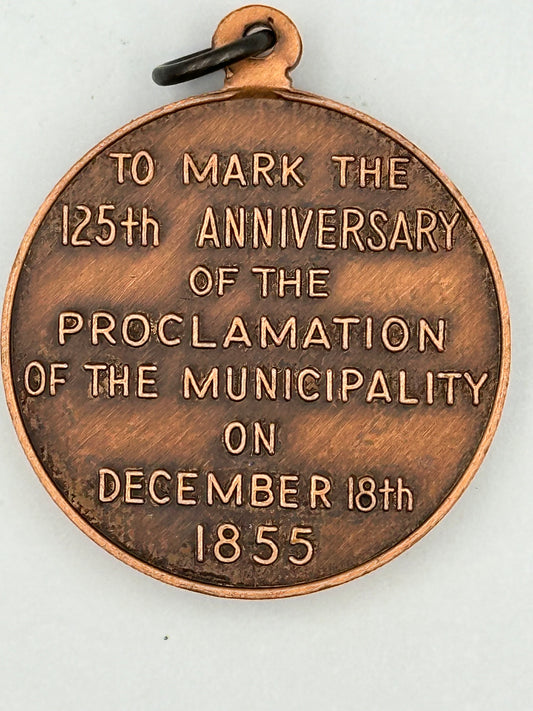 TO MARK THE
125th ANNIVERSARY
OF THE
PROCLAMATION
OF THE MUNICIPALITY
ON
DECEMBER 18th
1855